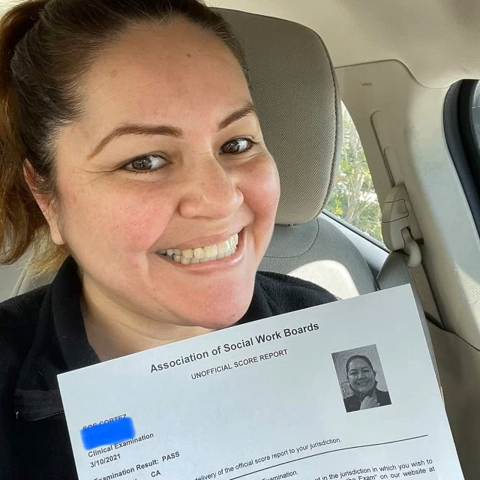 Association of Social Work Boards
UNOFFICIAL SCORE REPORT
Clinical Examination
3/10/2021
Examination Result: PASS
CA
delivery of the official score report to your jurisdiction.
Examination.
in the jurisdiction in which you wish to
Exam" on our website at